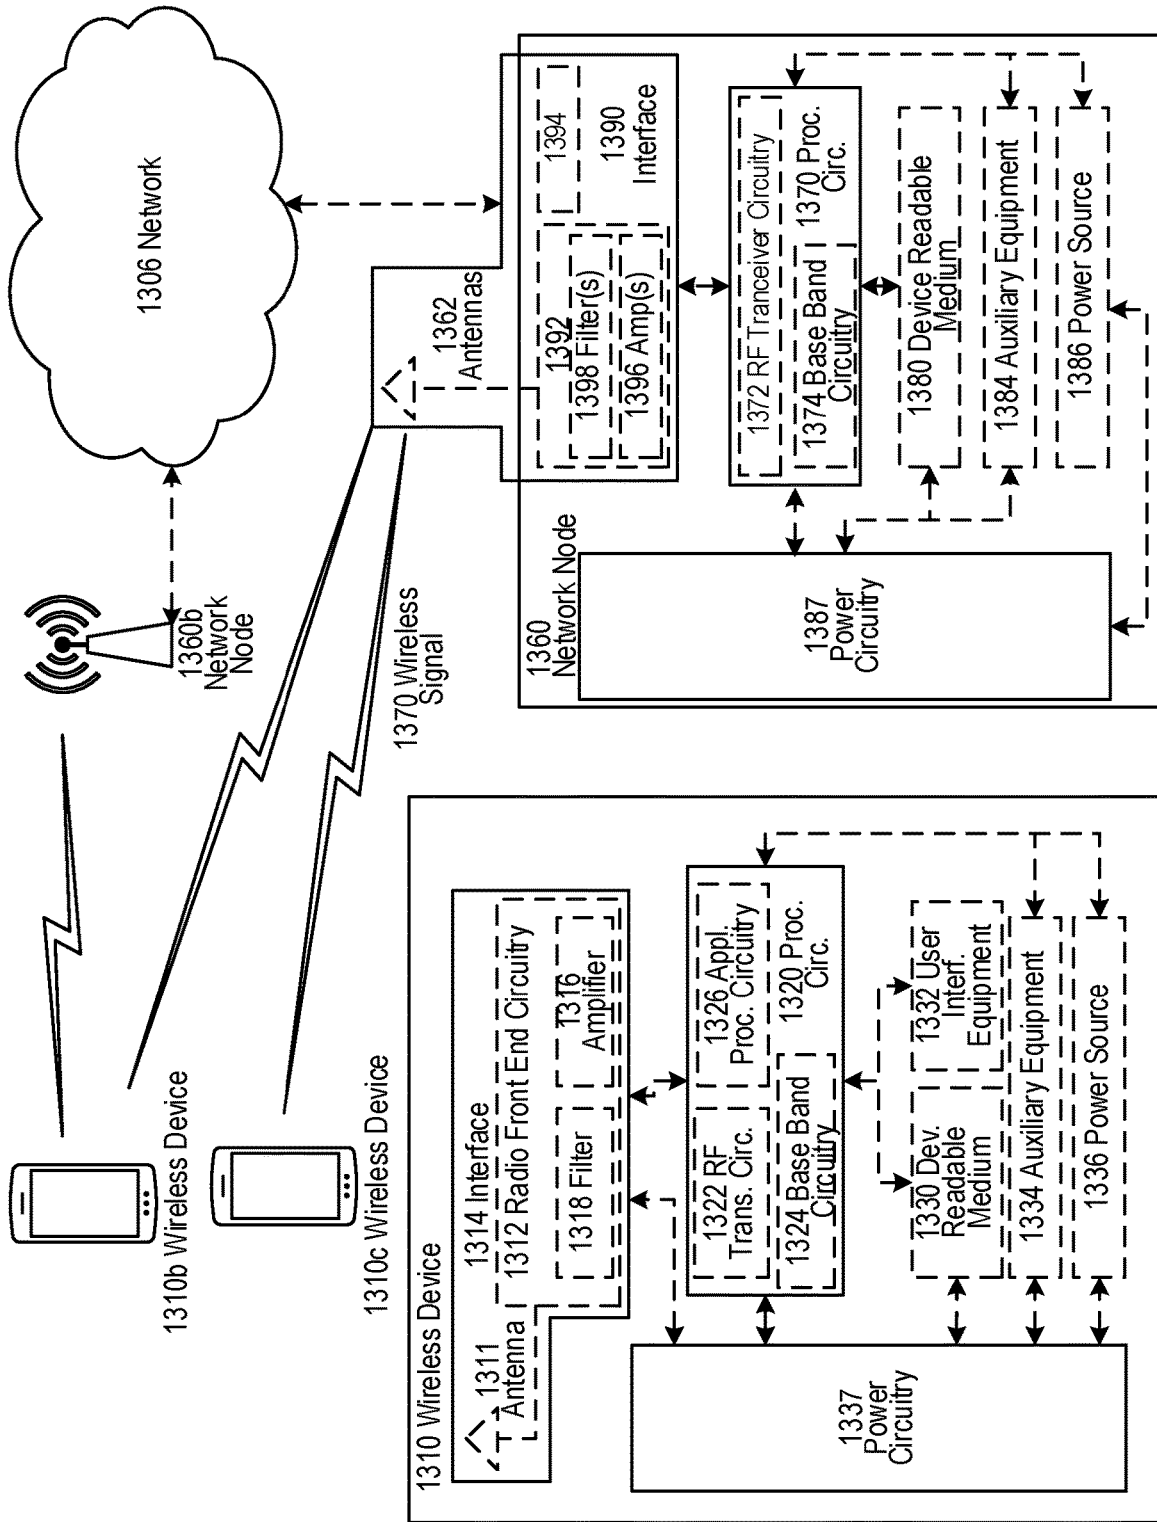 1306 Network
1360b
Network
Node
1310b Wireless Device
1310c Wireless Device
1370 Wireless
Signal
1310 Wireless Device
1311
Antenna
1314 Interface
1312 Radio Front End Circuitry
1318 Filter
1316
Amplifier
1322 RF
Trans. Circ.
1326 Appl.
Proc. Circuitry
1324 Base Band
Circuitry
1320 Proc.
Circ.
1330 Dev.
Readable
Medium
1332 User
Interf.
Equipment
1334 Auxiliary Equipment
1336 Power Source
1337
Power
Circuitry
1360
Network Node
1362
Antennas
1392
1398 Filter(s)
1396 Amp(s)
1394
1390
Interface
1372 RF Tranceiver Circuitry
1374 Base Band
Circuitry
1370 Proc.
Circ.
1380 Device Readable
Medium
1384 Auxiliary Equipment
1386 Power Source
1387
Power
Circuitry